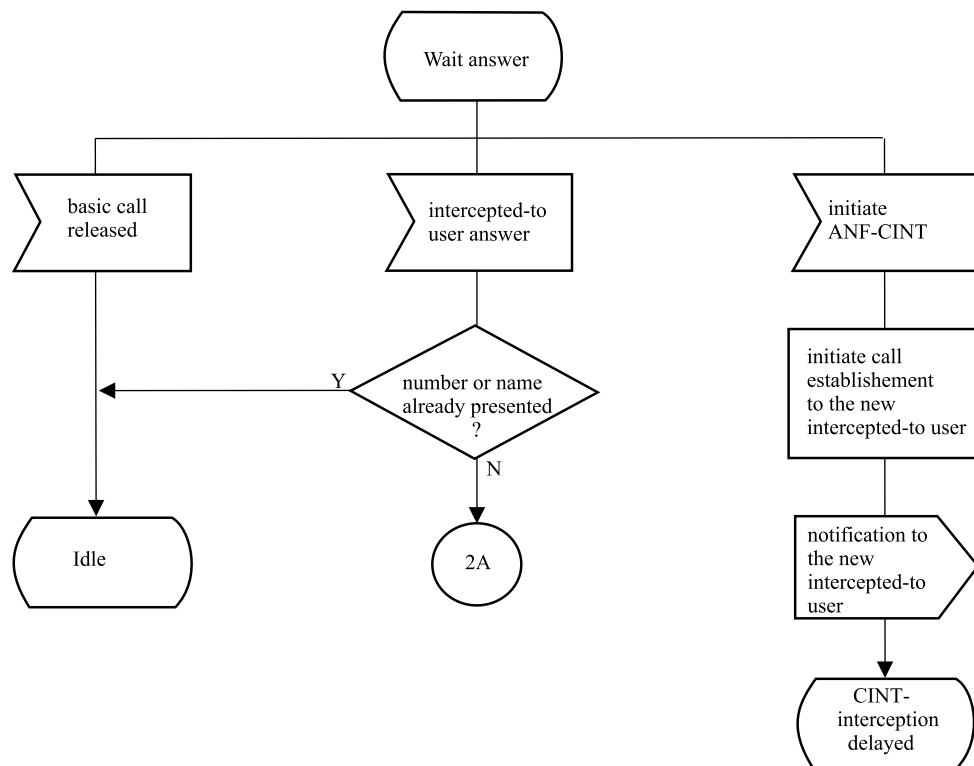 Wait answer
basic call
released
intercepted-to
user answer
initiate
ANF-CINT
Y
number or name
already presented
?
N
initiate call
establishement
to the new
intercepted-to user
Idle
2A
notification to
the new
intercepted-to
user
CINT-
interception
delayed